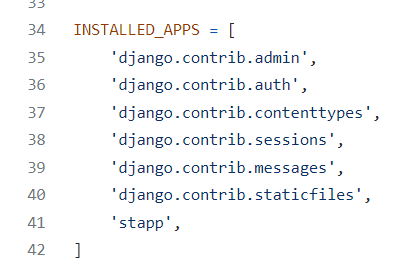 33
34 INSTALLED_APPS = [
35     'django.contrib.admin',
36     'django.contrib.auth',
37     'django.contrib.contenttypes',
38     'django.contrib.sessions',
39     'django.contrib.messages',
40     'django.contrib.staticfiles',
41     'stapp',
42 ]